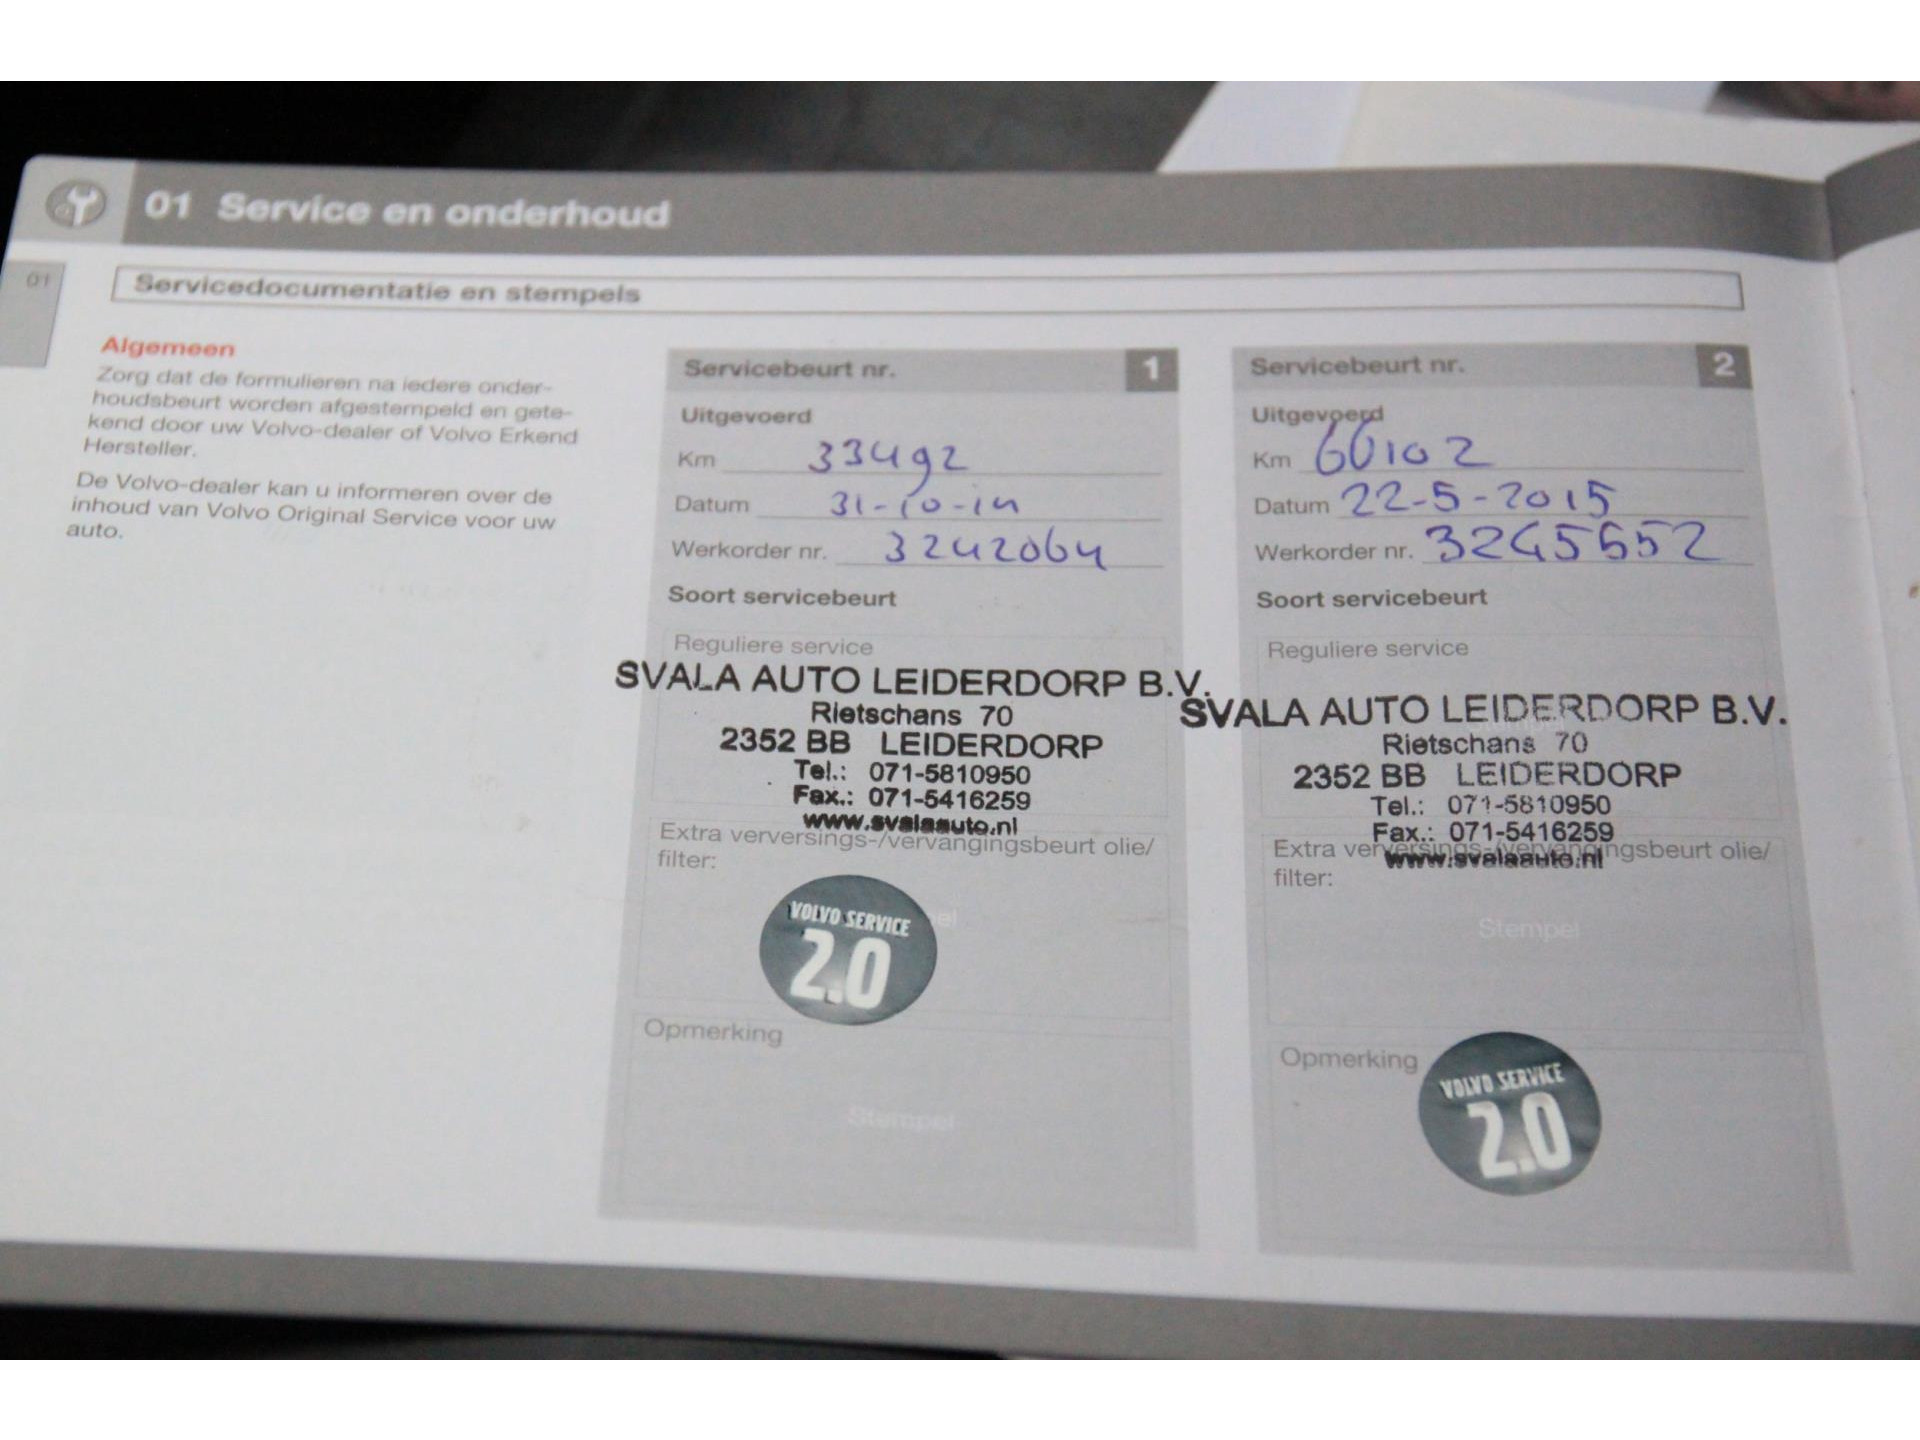 01 Service en onderhoud
01
Servicedocumentatie en stempels
Algemeen
Zorg dat de formulieren na iedere onder-
houdsbeurt worden afgestempeld en gete-
kend door uw Volvo-dealer of Volvo Erkend
Hersteller.
De Volvo-dealer kan u informeren over de
inhoud van Volvo Original Service voor uw
auto.
Servicebeurt nr. 1
Uitgevoerd
Km 33492
Datum 31-10-14
Werkorder nr. 3242064
Soort servicebeurt
Reguliere service
SVALA AUTO LEIDERDORP B.V.
Rietschans 70
2352 BB LEIDERDORP
Tel.: 071-5810950
Fax.: 071-5416259
www.svalaauto.nl
Extra verversings-/vervangingsbeurt olie/
filter:
VOLVO SERVICE
2.0
Opmerking
Stempel
Servicebeurt nr. 2
Uitgevoerd
Km 66102
Datum 22-5-2015
Werkorder nr. 3245652
Soort servicebeurt
Reguliere service
SVALA AUTO LEIDERDORP B.V.
Rietschans 70
2352 BB LEIDERDORP
Tel.: 071-5810950
Fax.: 071-5416259
www.svalaauto.nl
Extra verversings-/vervangingsbeurt olie/
filter:
Stempel
Opmerking
VOLVO SERVICE
2.0